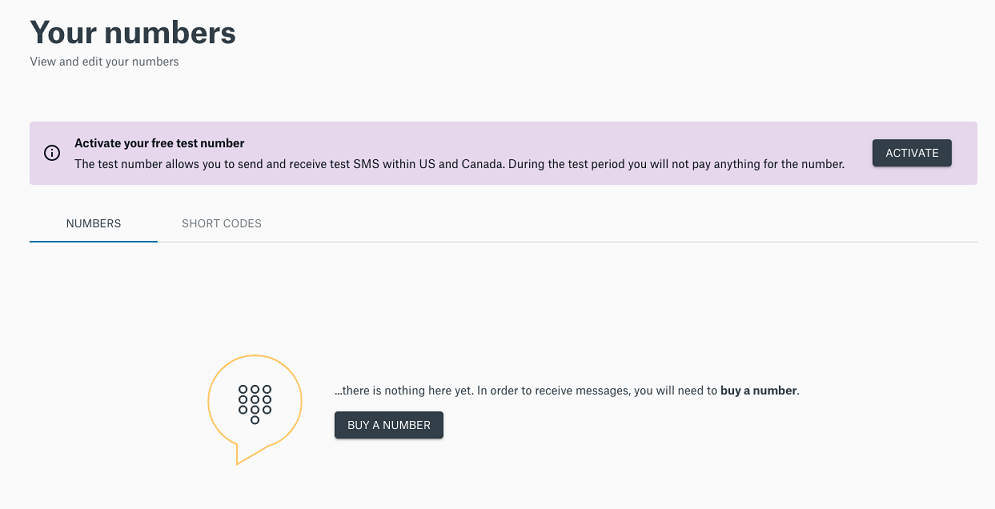 Your numbers
View and edit your numbers
Activate your free test number
The test number allows you to send and receive test SMS within US and Canada. During the test period you will not pay anything for the number.
ACTIVATE
NUMBERS
SHORT CODES
...there is nothing here yet. In order to receive messages, you will need to buy a number.
BUY A NUMBER